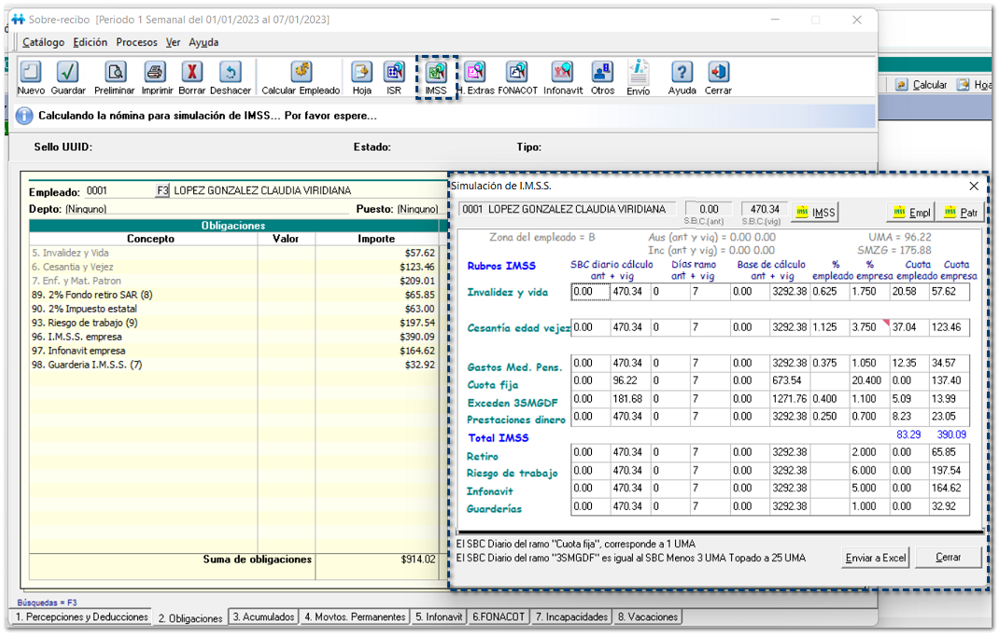 Sobre-recibo [Periodo 1 Semanal del 01/01/2023 al 07/01/2023]
Catálogo Edición Procesos Ver Ayuda
Nuevo Guardar Preliminar Imprimir Borrar Deshacer Calcular Empleado Hoja ISR IMSS H. Extras FONACOT Infonavit Otros Envío Ayuda Cerrar
Calcular
Calculando la nómina para simulación de IMSS... Por favor espere...
Sello UUID: Estado: Tipo:
Empleado: 0001 F3 LOPEZ GONZALEZ CLAUDIA VIRIDIANA
Depto: (Ninguno) Puesto: (Ninguno)
Obligaciones
Concepto Valor Importe
5. Invalidez y Vida $57.62
6. Cesantia y Vejez $123.46
7. Enf. y Mat. Patron $209.01
89. 2% Fondo retiro SAR (8) $65.85
90. 2% Impuesto estatal $63.00
93. Riesgo de trabajo (9) $197.54
96. I.M.S.S. empresa $390.09
97. Infonavit empresa $164.62
98. Guarderia I.M.S.S. (7) $32.92
Suma de obligaciones $914.02
Búsquedas = F3
1. Percepciones y Deducciones 2. Obligaciones 3. Acumulados 4. Movtos. Permanentes 5. Infonavit 6.FONACOT 7. Incapacidades 8. Vacaciones
Simulación de I.M.S.S.
0001 LOPEZ GONZALEZ CLAUDIA VIRIDIANA 0.00 470.34 IMSS Empl Patr
S.B.C.(ant) S.B.C.(vig)
Zona del empleado = B Aus (ant y vig) = 0.00 0.00 UMA = 96.22
Inc (ant y vig) = 0.00 0.00 SMZG = 175.88
Rubros IMSS SBC diario cálculo Días ramo Base de cálculo % % Cuota Cuota
ant + vig ant + vig ant + vig empleado empresa empleado empresa
Invalidez y vida 0.00 470.34 0 7 0.00 3292.38 0.625 1.750 20.58 57.62
Cesantía edad vejez 0.00 470.34 0 7 0.00 3292.38 1.125 3.750 37.04 123.46
Gastos Med. Pens. 0.00 470.34 0 7 0.00 3292.38 0.375 1.050 12.35 34.57
Cuota fija 0.00 96.22 0 7 0.00 673.54 20.400 0.00 137.40
Exceden 3SMGDF 0.00 181.68 0 7 0.00 1271.76 0.400 1.100 5.09 13.99
Prestaciones dinero 0.00 470.34 0 7 0.00 3292.38 0.250 0.700 8.23 23.05
Total IMSS 83.29 390.09
Retiro 0.00 470.34 0 7 0.00 3292.38 2.000 0.00 65.85
Riesgo de trabajo 0.00 470.34 0 7 0.00 3292.38 6.000 0.00 197.54
Infonavit 0.00 470.34 0 7 0.00 3292.38 5.000 0.00 164.62
Guarderías 0.00 470.34 0 7 0.00 3292.38 1.000 0.00 32.92
El SBC Diario del ramo "Cuota fija", corresponde a 1 UMA
El SBC Diario del ramo "3SMGDF" es igual al SBC Menos 3 UMA Topado a 25 UMA
Enviar a Excel Cerrar